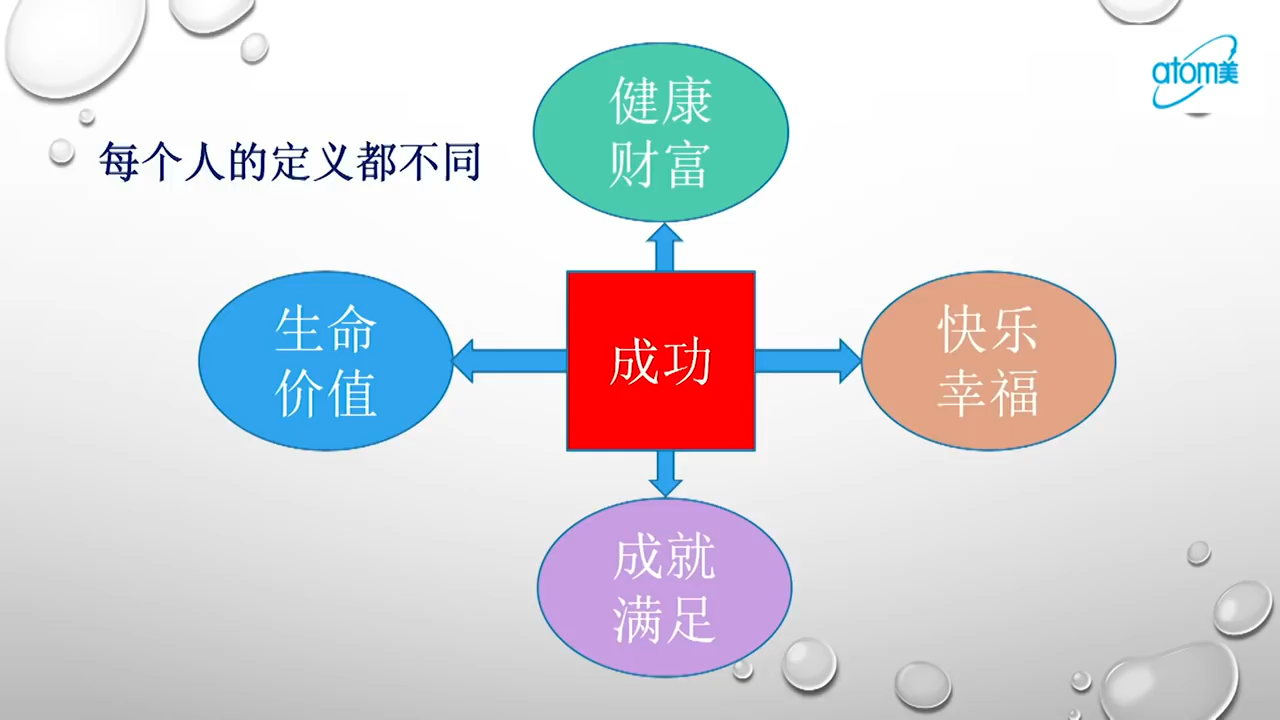 atom美
每个人的定义都不同
健康
财富
生命
价值
成功
快乐
幸福
成就
满足